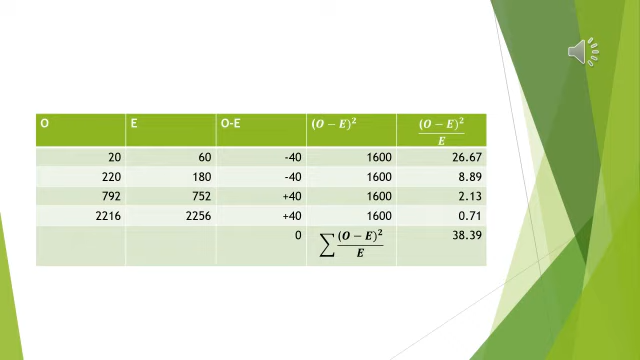 O E O-E (O − E)² (O − E)²/E
20 60 -40 1600 26.67
220 180 -40 1600 8.89
792 752 +40 1600 2.13
2216 2256 +40 1600 0.71
0 ∑ (O − E)²/E 38.39